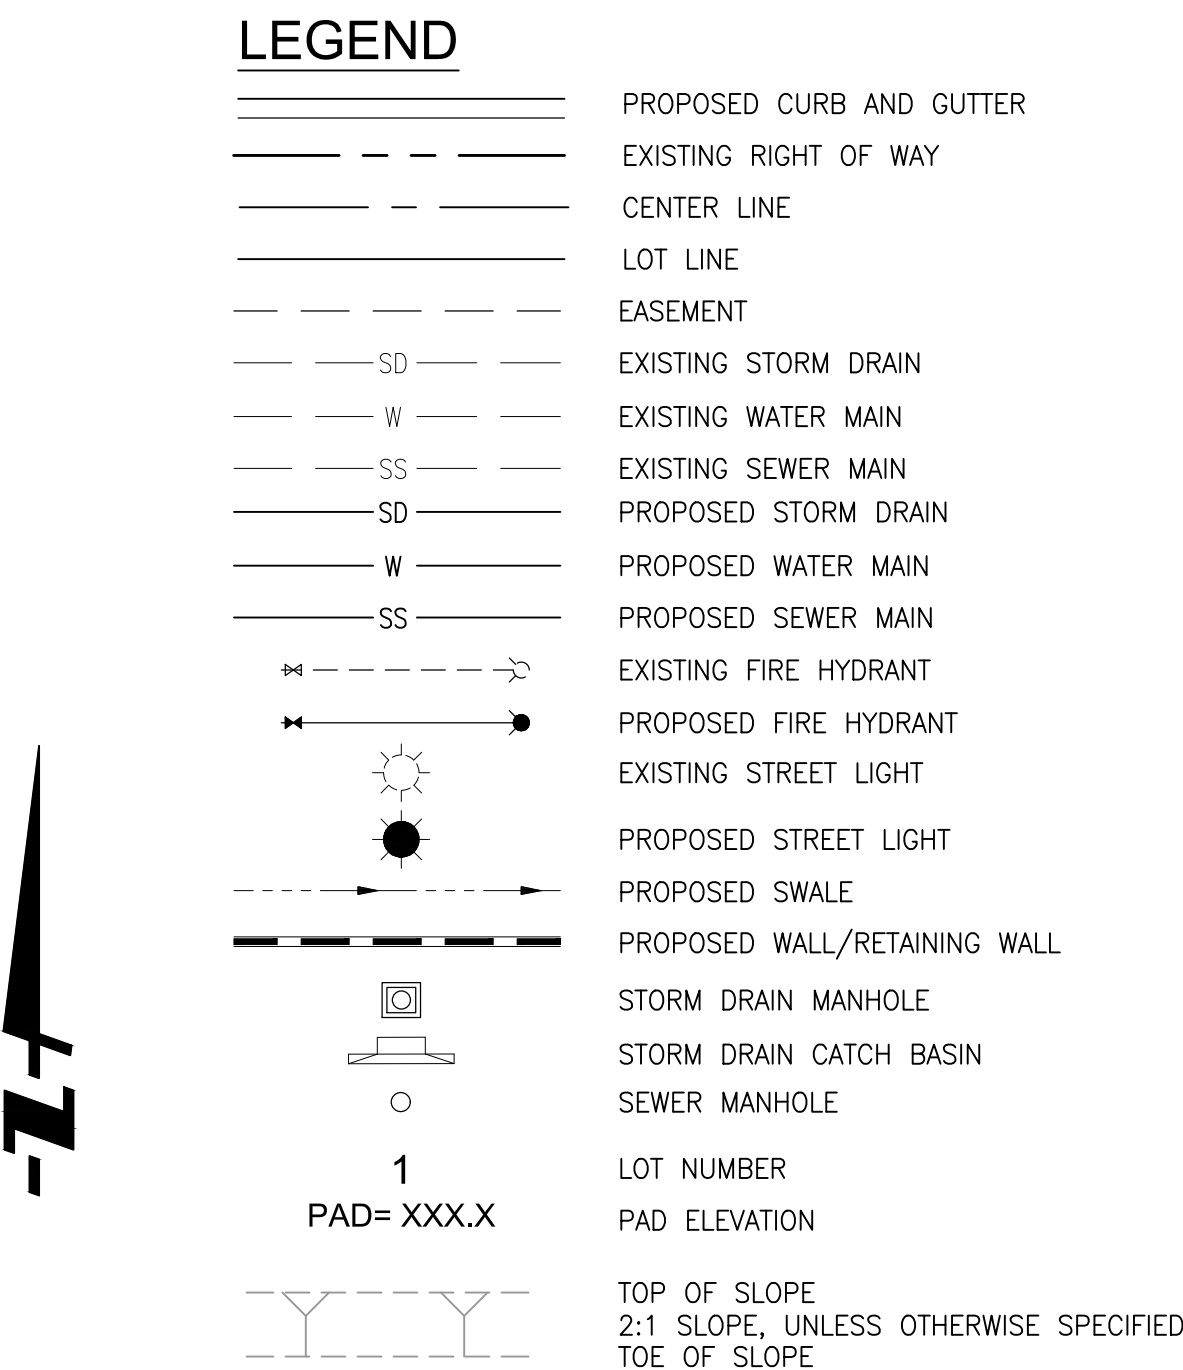 LEGEND
PROPOSED CURB AND GUTTER
EXISTING RIGHT OF WAY
CENTER LINE
LOT LINE
EASEMENT
SD EXISTING STORM DRAIN
W EXISTING WATER MAIN
SS EXISTING SEWER MAIN
SD PROPOSED STORM DRAIN
W PROPOSED WATER MAIN
SS PROPOSED SEWER MAIN
EXISTING FIRE HYDRANT
PROPOSED FIRE HYDRANT
EXISTING STREET LIGHT
PROPOSED STREET LIGHT
PROPOSED SWALE
PROPOSED WALL/RETAINING WALL
STORM DRAIN MANHOLE
STORM DRAIN CATCH BASIN
SEWER MANHOLE
1 LOT NUMBER
PAD= XXX.X PAD ELEVATION
TOP OF SLOPE
2:1 SLOPE, UNLESS OTHERWISE SPECIFIED
TOE OF SLOPE
N